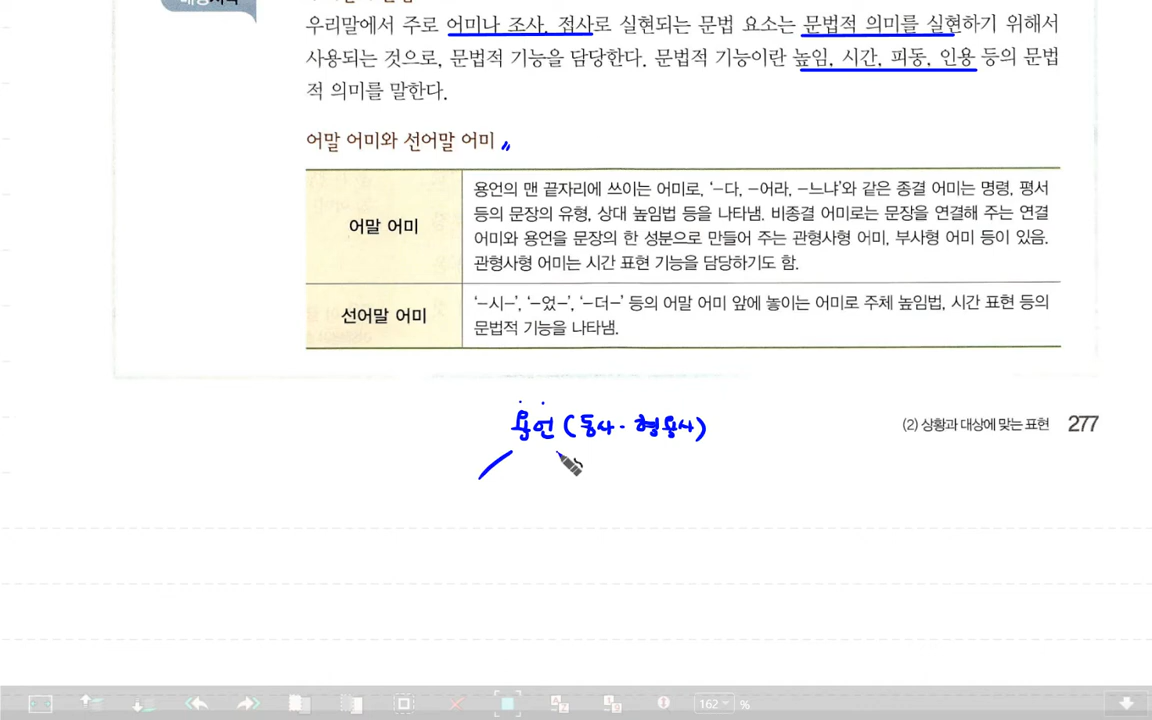 우리말에서 주로 어미나 조사, 접사로 실현되는 문법 요소는 문법적 의미를 실현하기 위해서
사용되는 것으로, 문법적 기능을 담당한다. 문법적 기능이란 높임, 시간, 피동, 인용 등의 문법
적 의미를 말한다.
어말 어미와 선어말 어미 〃
어말 어미
용언의 맨 끝자리에 쓰이는 어미로, ‘–다, –어라, –느냐’와 같은 종결 어미는 명령, 평서
등의 문장의 유형, 상대 높임법 등을 나타냄. 비종결 어미로는 문장을 연결해 주는 연결
어미와 용언을 문장의 한 성분으로 만들어 주는 관형사형 어미, 부사형 어미 등이 있음.
관형사형 어미는 시간 표현 기능을 담당하기도 함.
선어말 어미
‘–시–’, ‘–었–’, ‘–더–’ 등의 어말 어미 앞에 놓이는 어미로 주체 높임법, 시간 표현 등의
문법적 기능을 나타냄.
용언 (동사 · 형용사)
(2) 상황과 대상에 맞는 표현 277
162 %